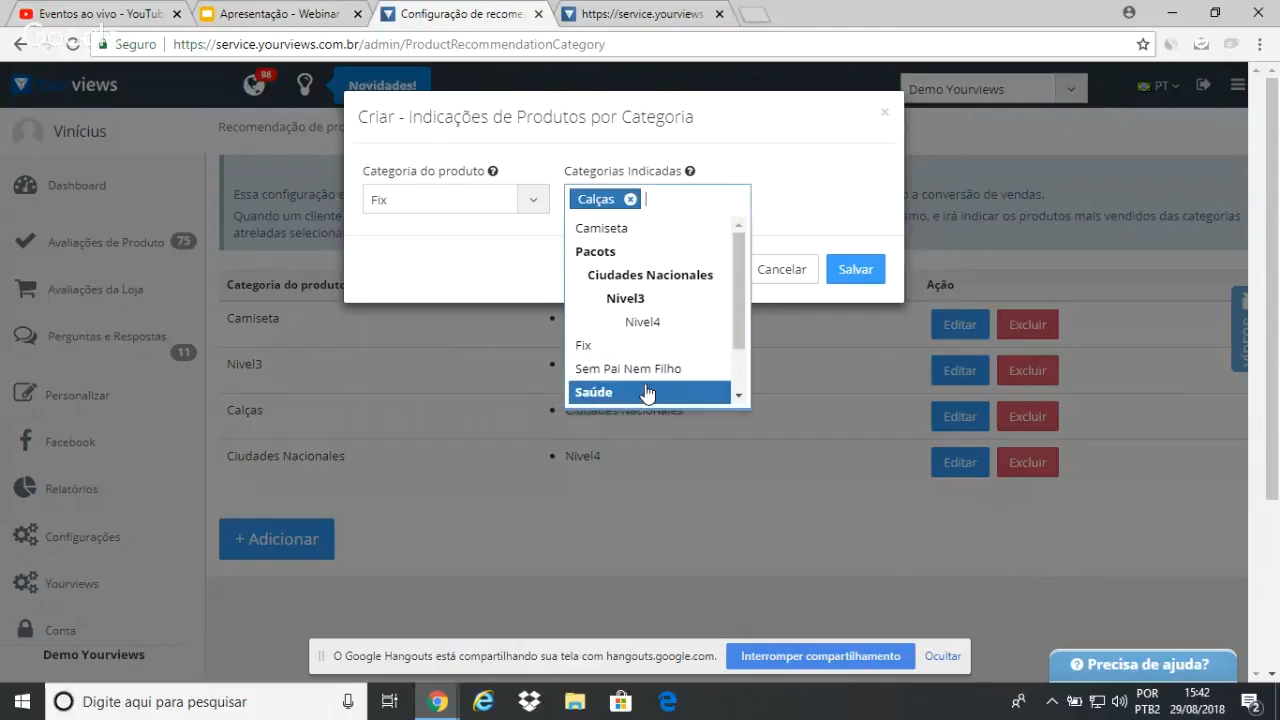 Eventos ao vivo - YouTub
Apresentação - Webinar
Configuração de recome
https://service.yourviews
Google
Seguro
https://service.yourviews.com.br/admin/ProductRecommendationCategory
views
98
Novidades!
Demo Yourviews
PT
Vinícius
Recomendação de pro
Criar - Indicações de Produtos por Categoria
×
Categoria do produto
Categorias Indicadas
Fix
Calças
Camiseta
Pacots
Ciudades Nacionales
Nivel3
Nivel4
Fix
Sem Pai Nem Filho
Saúde
Cancelar
Salvar
Essa configuração
a conversão de vendas.
Quando um cliente
smo, e irá indicar os produtos mais vendidos das categorias
atreladas selecion
Dashboard
Avaliações de Produto 75
Avaliações da Loja
Perguntas e Respostas
11
Personalizar
Facebook
Relatórios
Configurações
Yourviews
Conta
Demo Yourviews
Categoria do produto
Ação
Camiseta
Editar
Excluir
Nivel3
Editar
Excluir
Calças
Ciudades Nacionales
Editar
Excluir
Ciudades Nacionales
• Nivel4
Editar
Excluir
+ Adicionar
O Google Hangouts está compartilhando sua tela com hangouts.google.com.
Interromper compartilhamento
Ocultar
Precisa de ajuda?
Digite aqui para pesquisar
POR
PTB2
15:42
29/08/2018
2